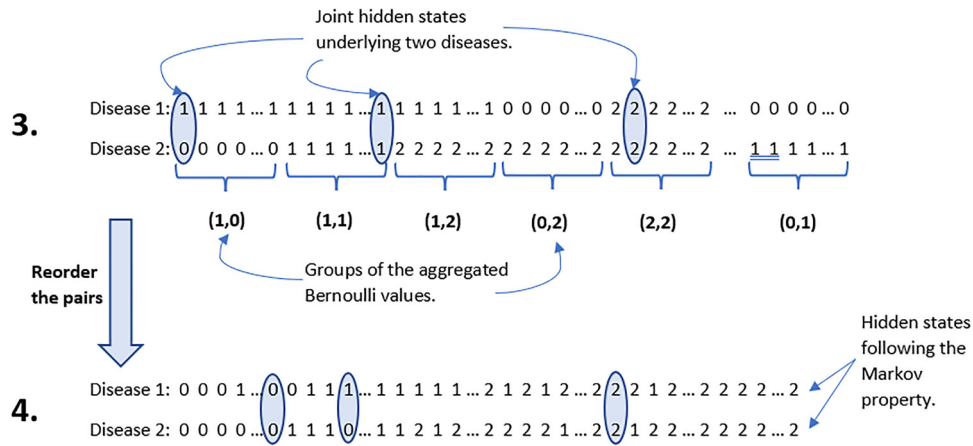 Joint hidden states
underlying two diseases.
3.
Disease 1: 1 1 1 1 ... 1 1 1 1 1 ... 1 1 1 1 1 ... 1 0 0 0 0 ... 0 2 2 2 2 ... 2 ... 0 0 0 0 ... 0
Disease 2: 0 0 0 0 ... 0 1 1 1 1 ... 1 2 2 2 2 ... 2 2 2 2 2 ... 2 2 2 2 2 ... 2 ... 1 1 1 1 ... 1
(1,0) (1,1) (1,2) (0,2) (2,2) (0,1)
Reorder
the pairs
Groups of the aggregated
Bernoulli values.
Hidden states
following the
Markov
property.
4.
Disease 1: 0 0 0 1 ... 0 0 1 1 1 ... 1 1 1 1 1 ... 2 1 2 1 2 ... 2 2 2 1 2 ... 2 2 2 2 ... 2
Disease 2: 0 0 0 0 ... 0 1 1 1 0 ... 1 1 2 1 2 ... 2 2 1 2 2 ... 2 2 1 2 2 ... 2 2 2 2 ... 2